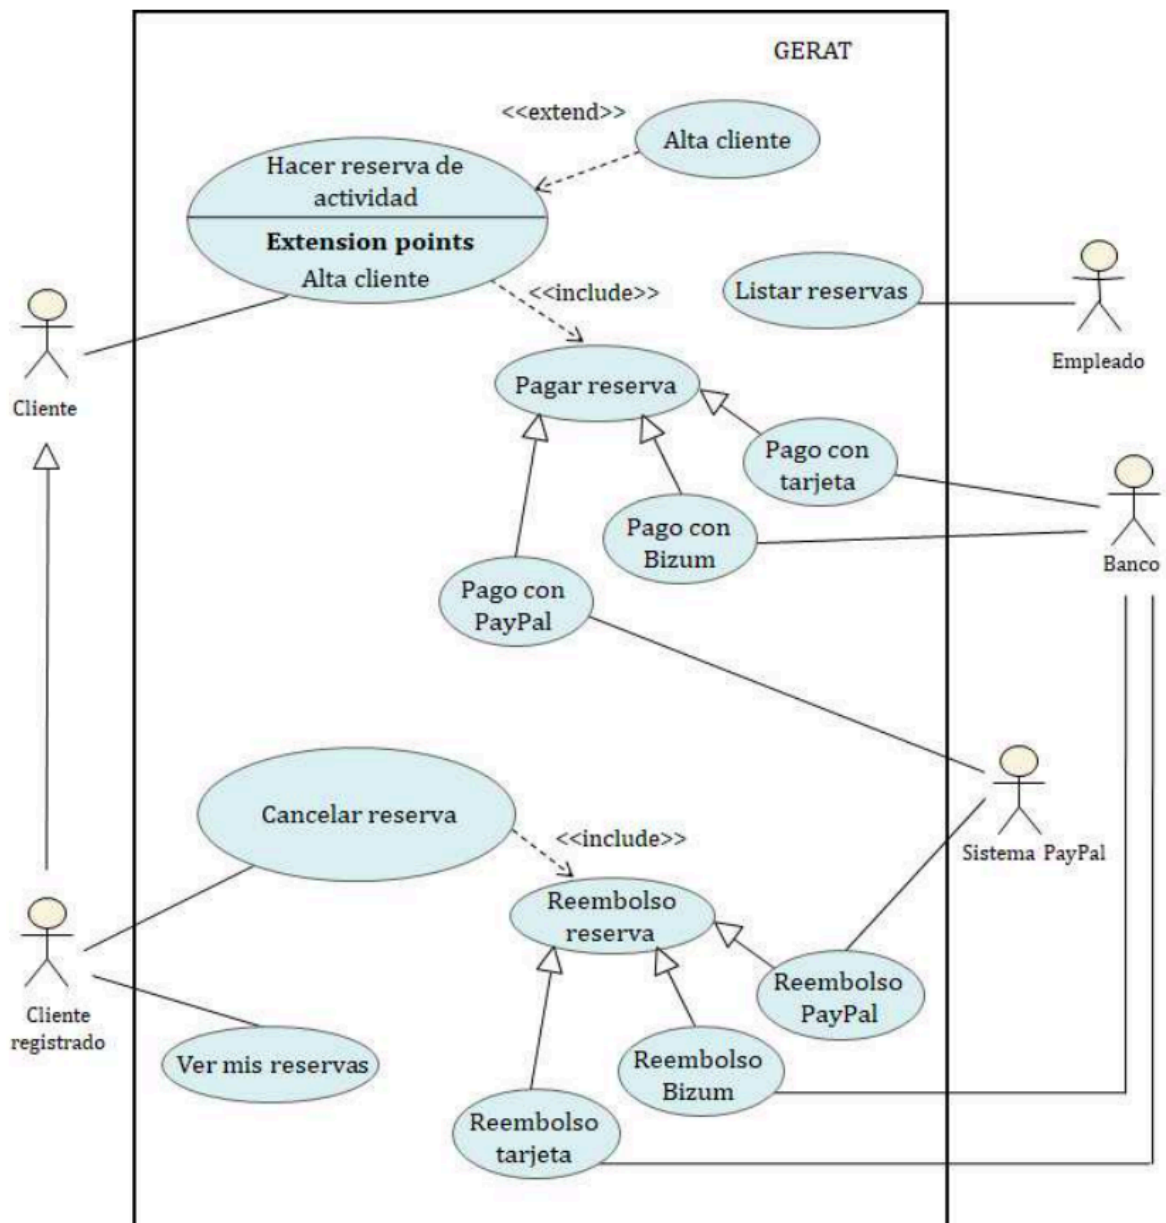 GERAT
<<extend>>
Alta cliente
Hacer reserva de
actividad
Extension points
Alta cliente
<<include>>
Listar reservas
Empleado
Cliente
Pagar reserva
Pago con
tarjeta
Pago con
Bizum
Banco
Pago con
PayPal
Cancelar reserva
<<include>>
Sistema PayPal
Reembolso
reserva
Reembolso
PayPal
Cliente
registrado
Ver mis reservas
Reembolso
Bizum
Reembolso
tarjeta